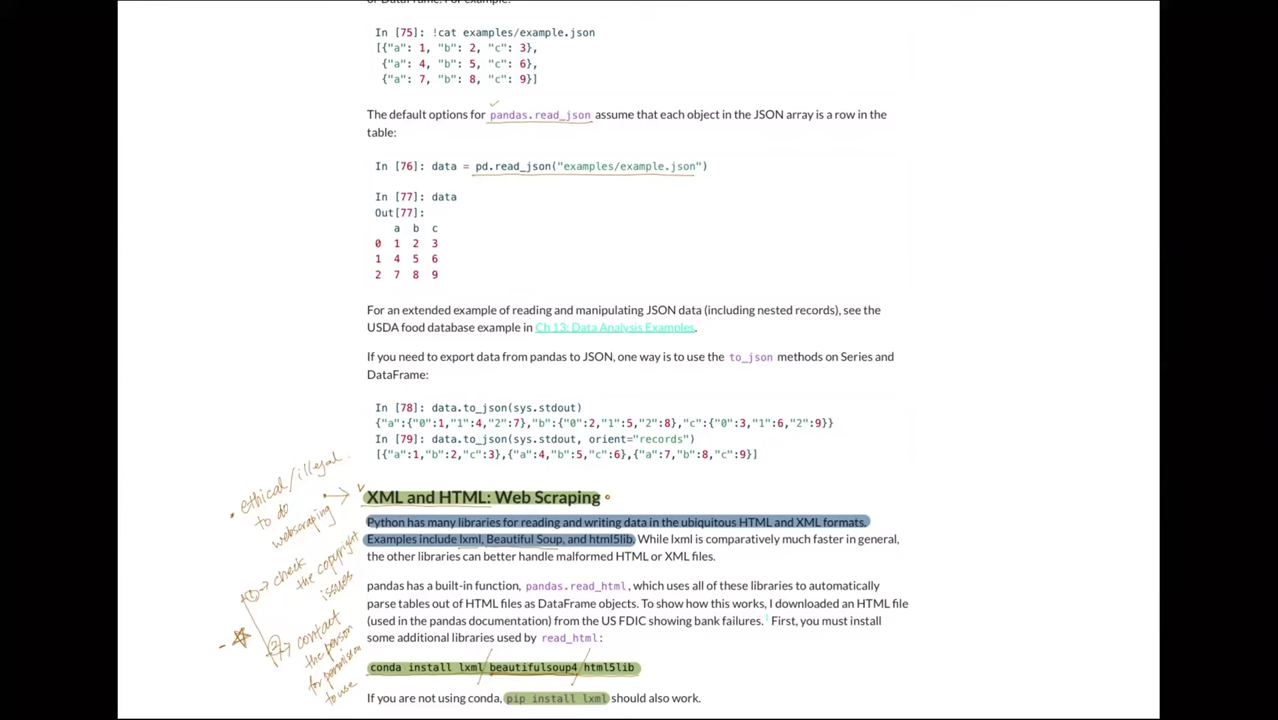 or DataFrame. For example:
In [75]: !cat examples/example.json
[{"a": 1, "b": 2, "c": 3},
{"a": 4, "b": 5, "c": 6},
{"a": 7, "b": 8, "c": 9}]
The default options for pandas.read_json assume that each object in the JSON array is a row in the
table:
In [76]: data = pd.read_json("examples/example.json")
In [77]: data
Out[77]:
a b c
0 1 2 3
1 4 5 6
2 7 8 9
For an extended example of reading and manipulating JSON data (including nested records), see the
USDA food database example in Ch 13: Data Analysis Examples.
If you need to export data from pandas to JSON, one way is to use the to_json methods on Series and
DataFrame:
In [78]: data.to_json(sys.stdout)
{"a":{"0":1,"1":4,"2":7},"b":{"0":2,"1":5,"2":8},"c":{"0":3,"1":6,"2":9}}
In [79]: data.to_json(sys.stdout, orient="records")
[{"a":1,"b":2,"c":3},{"a":4,"b":5,"c":6},{"a":7,"b":8,"c":9}]
ethical/illegal
to do
webscraping
① → check
the copyright
issues
② → contact
the person
for permission
to use
XML and HTML: Web Scraping
Python has many libraries for reading and writing data in the ubiquitous HTML and XML formats.
Examples include lxml, Beautiful Soup, and html5lib. While lxml is comparatively much faster in general,
the other libraries can better handle malformed HTML or XML files.
pandas has a built-in function, pandas.read_html, which uses all of these libraries to automatically
parse tables out of HTML files as DataFrame objects. To show how this works, I downloaded an HTML file
(used in the pandas documentation) from the US FDIC showing bank failures.1 First, you must install
some additional libraries used by read_html:
conda install lxml beautifulsoup4 html5lib
If you are not using conda, pip install lxml should also work.